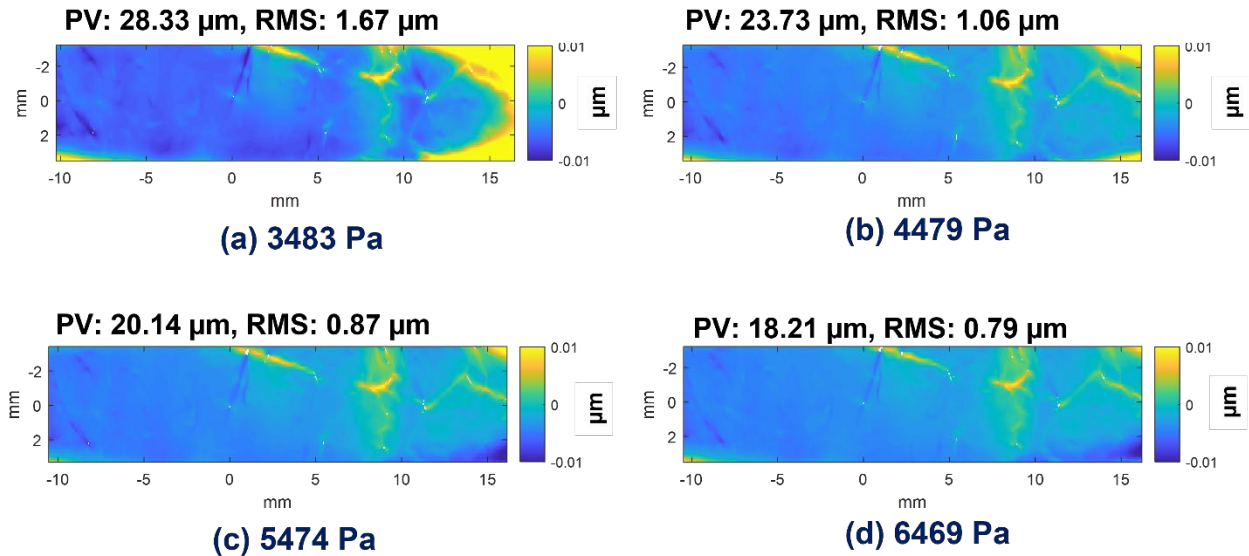 PV: 28.33 µm, RMS: 1.67 µm
0.01
-2
0
2
mm
0
-0.01
µm
-10 -5 0 5 10 15
mm
(a) 3483 Pa
PV: 23.73 µm, RMS: 1.06 µm
0.01
-2
0
2
mm
0
-0.01
µm
-10 -5 0 5 10 15
mm
(b) 4479 Pa
PV: 20.14 µm, RMS: 0.87 µm
0.01
-2
0
2
mm
0
-0.01
µm
-10 -5 0 5 10 15
mm
(c) 5474 Pa
PV: 18.21 µm, RMS: 0.79 µm
0.01
-2
0
2
mm
0
-0.01
µm
-10 -5 0 5 10 15
mm
(d) 6469 Pa